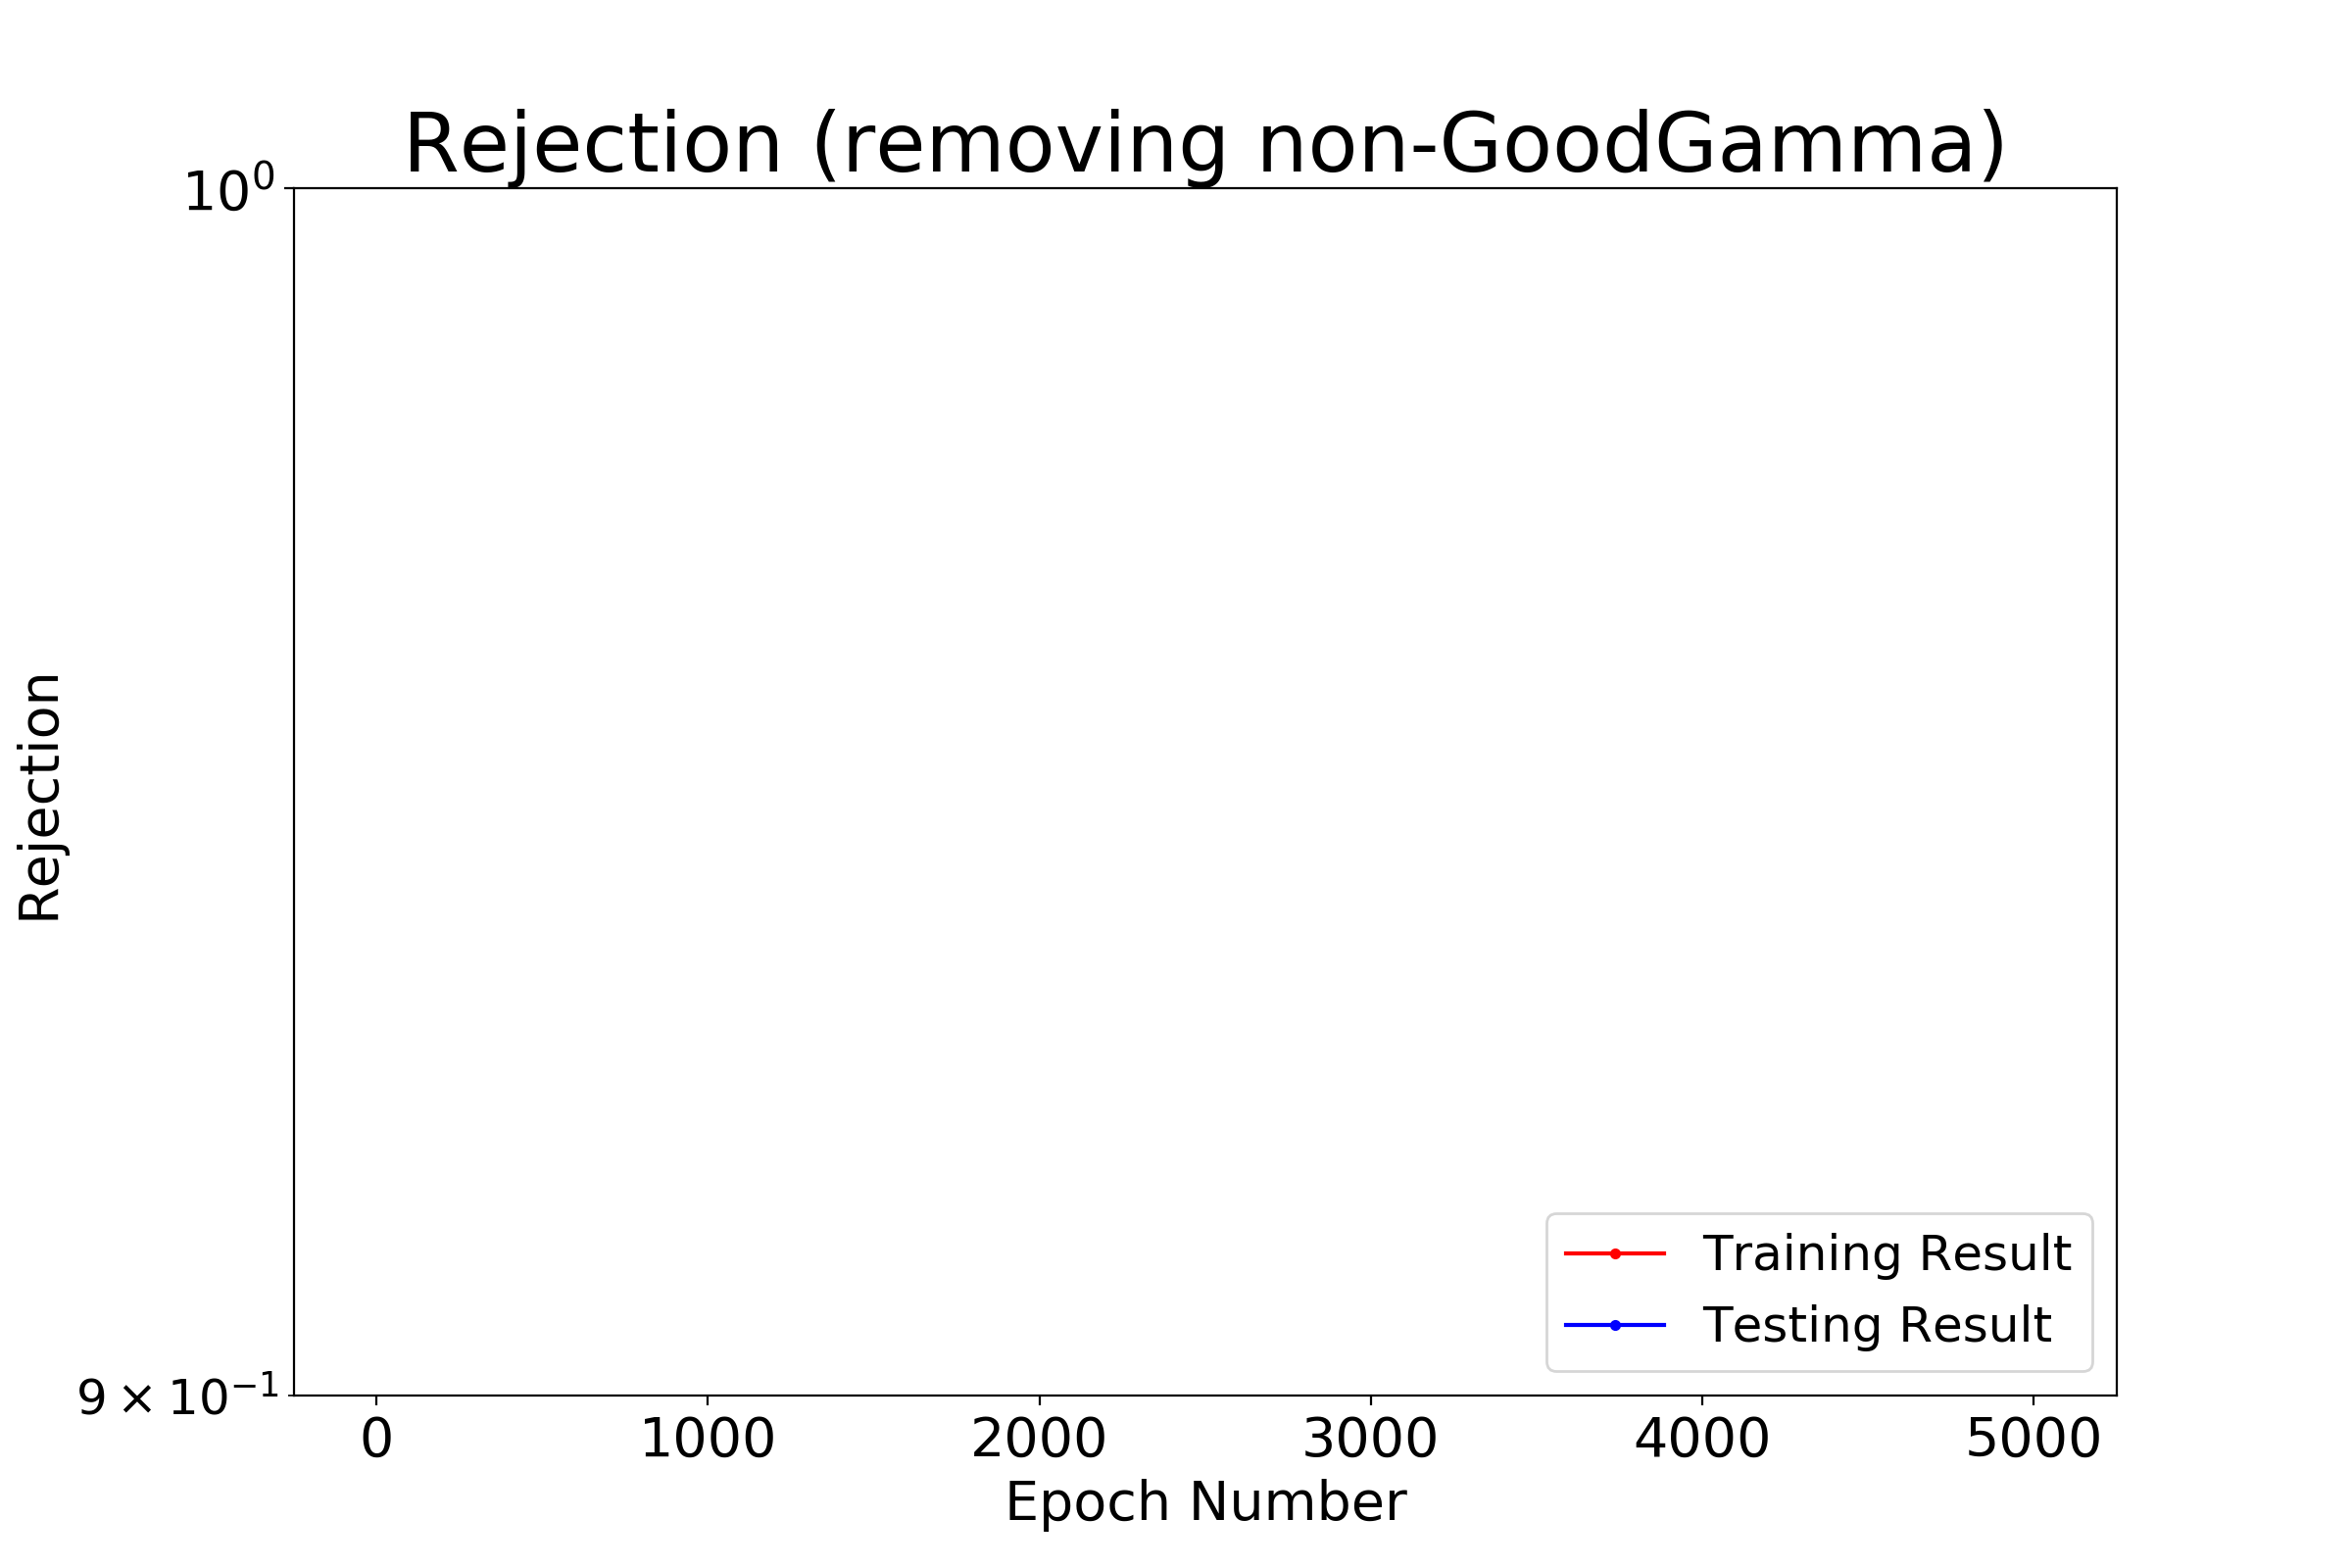 Rejection (removing non-GoodGamma)
10⁰
Rejection
9 × 10⁻¹
Training Result
Testing Result
0 1000 2000 3000 4000 5000
Epoch Number